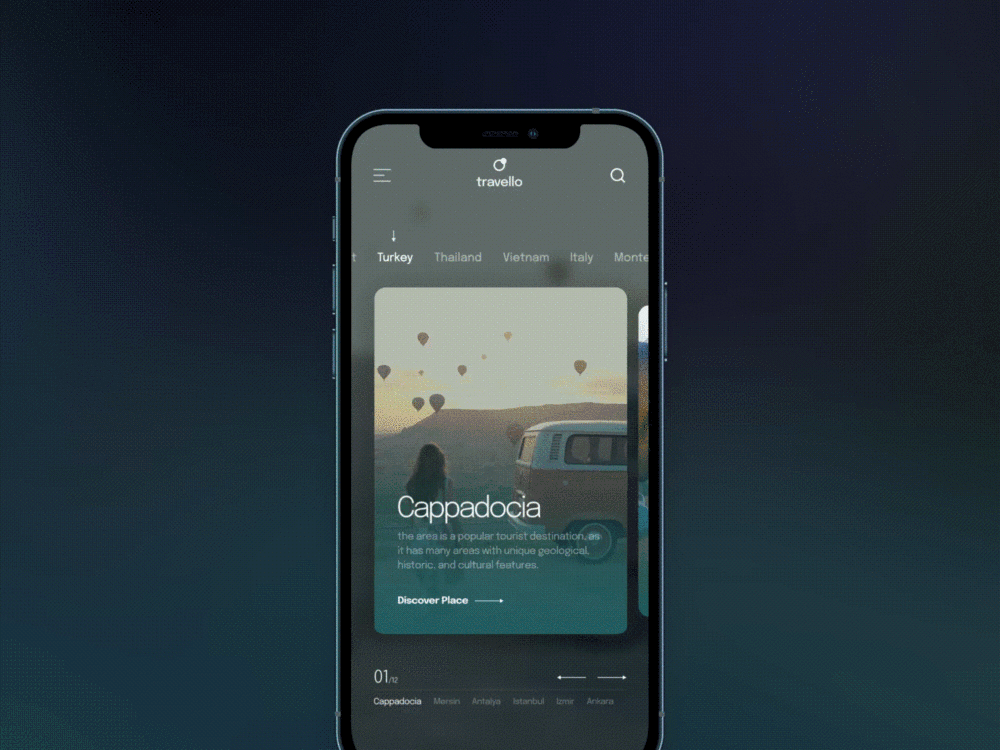 travello
t Turkey Thailand Vietnam Italy Monte
Cappadocia
the area is a popular tourist destination, as
it has many areas with unique geological,
historic, and cultural features.
Discover Place
01/12
Cappadocia Mersin Antalya Istanbul Izmir Ankara